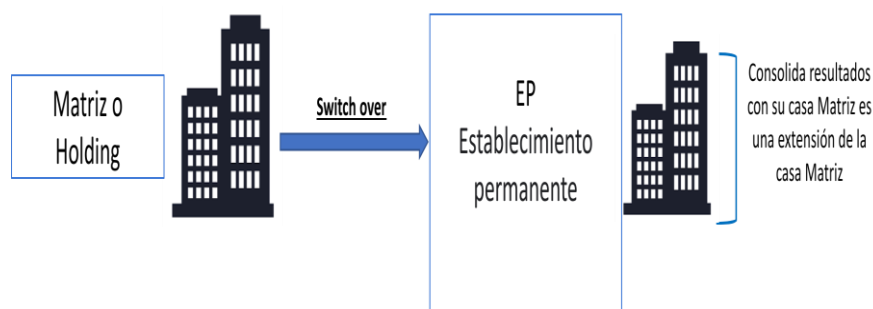 Matriz o
Holding
Switch over
EP
Establecimiento
permanente
Consolida resultados
con su casa Matriz es
una extensión de la
casa Matriz